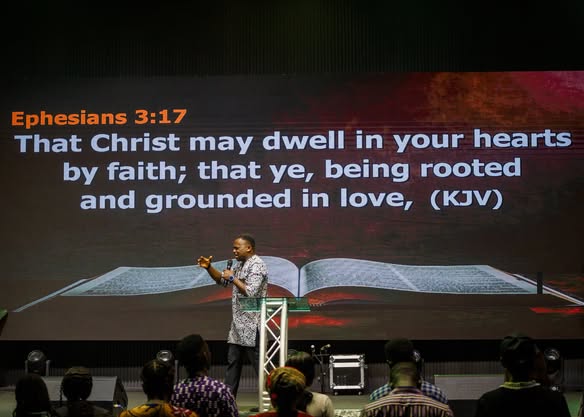 Ephesians 3:17
That Christ may dwell in your hearts
by faith; that ye, being rooted
and grounded in love, (KJV)